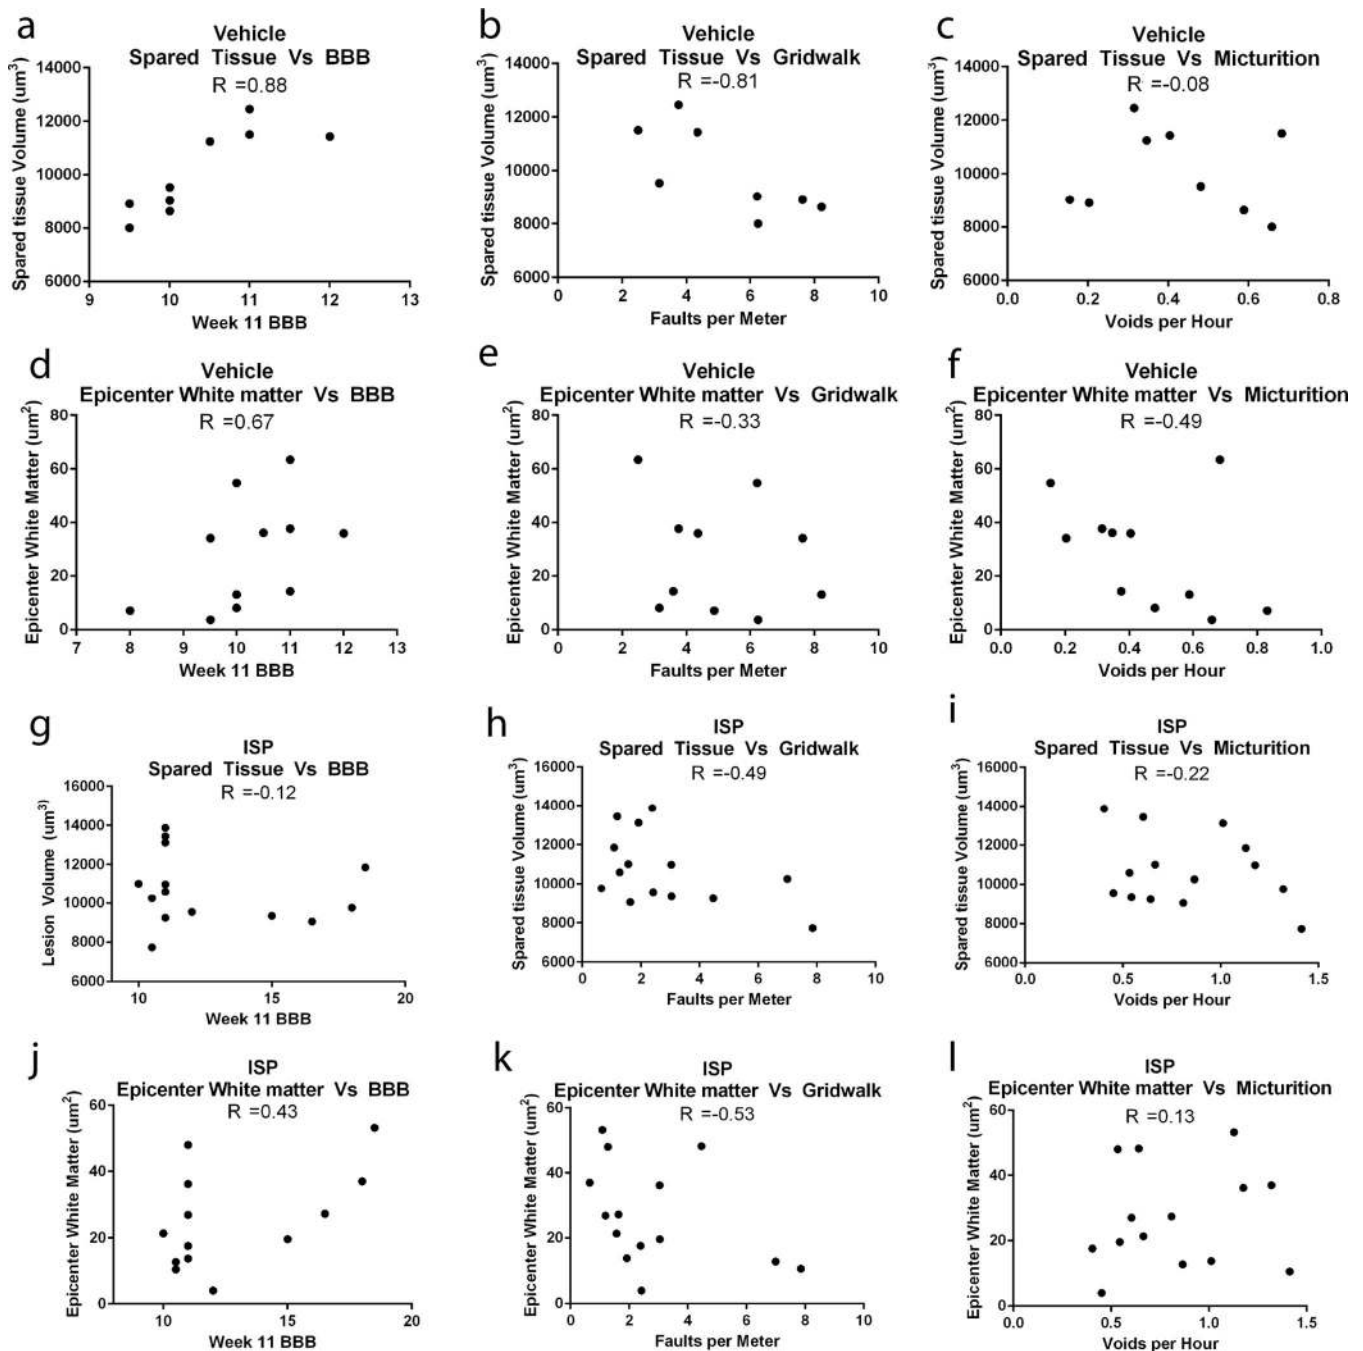 a
Vehicle
Spared Tissue Vs BBB
R =0.88
Spared tissue Volume (um³)
14000
12000
10000
8000
6000
9
10
11
12
13
Week 11 BBB
b
Vehicle
Spared Tissue Vs Gridwalk
R =-0.81
Spared tissue Volume (um³)
14000
12000
10000
8000
6000
0
2
4
6
8
10
Faults per Meter
c
Vehicle
Spared Tissue Vs Micturition
R =-0.08
Spared tissue Volume (um³)
14000
12000
10000
8000
6000
0.0
0.2
0.4
0.6
0.8
Voids per Hour
d
Vehicle
Epicenter White matter Vs BBB
R =0.67
Epicenter White Matter (um²)
80
60
40
20
0
7
8
9
10
11
12
13
Week 11 BBB
e
Vehicle
Epicenter White matter Vs Gridwalk
R =-0.33
Epicenter White Matter (um²)
80
60
40
20
0
0
2
4
6
8
10
Faults per Meter
f
Vehicle
Epicenter White matter Vs Micturition
R =-0.49
Epicenter White Matter (um²)
80
60
40
20
0
0.0
0.2
0.4
0.6
0.8
1.0
Voids per Hour
g
ISP
Spared Tissue Vs BBB
R =-0.12
Lesion Volume (um³)
16000
14000
12000
10000
8000
6000
10
15
20
Week 11 BBB
h
ISP
Spared Tissue Vs Gridwalk
R =-0.49
Spared tissue Volume (um³)
16000
14000
12000
10000
8000
6000
0
2
4
6
8
10
Faults per Meter
i
ISP
Spared Tissue Vs Micturition
R =-0.22
Spared tissue Volume (um³)
16000
14000
12000
10000
8000
6000
0.0
0.5
1.0
1.5
Voids per Hour
j
ISP
Epicenter White matter Vs BBB
R =0.43
Epicenter White Matter (um²)
60
40
20
0
10
15
20
Week 11 BBB
k
ISP
Epicenter White matter Vs Gridwalk
R =-0.53
Epicenter White Matter (um²)
60
40
20
0
0
2
4
6
8
10
Faults per Meter
l
ISP
Epicenter White matter Vs Micturition
R =0.13
Epicenter White Matter (um²)
60
40
20
0
0.0
0.5
1.0
1.5
Voids per Hour